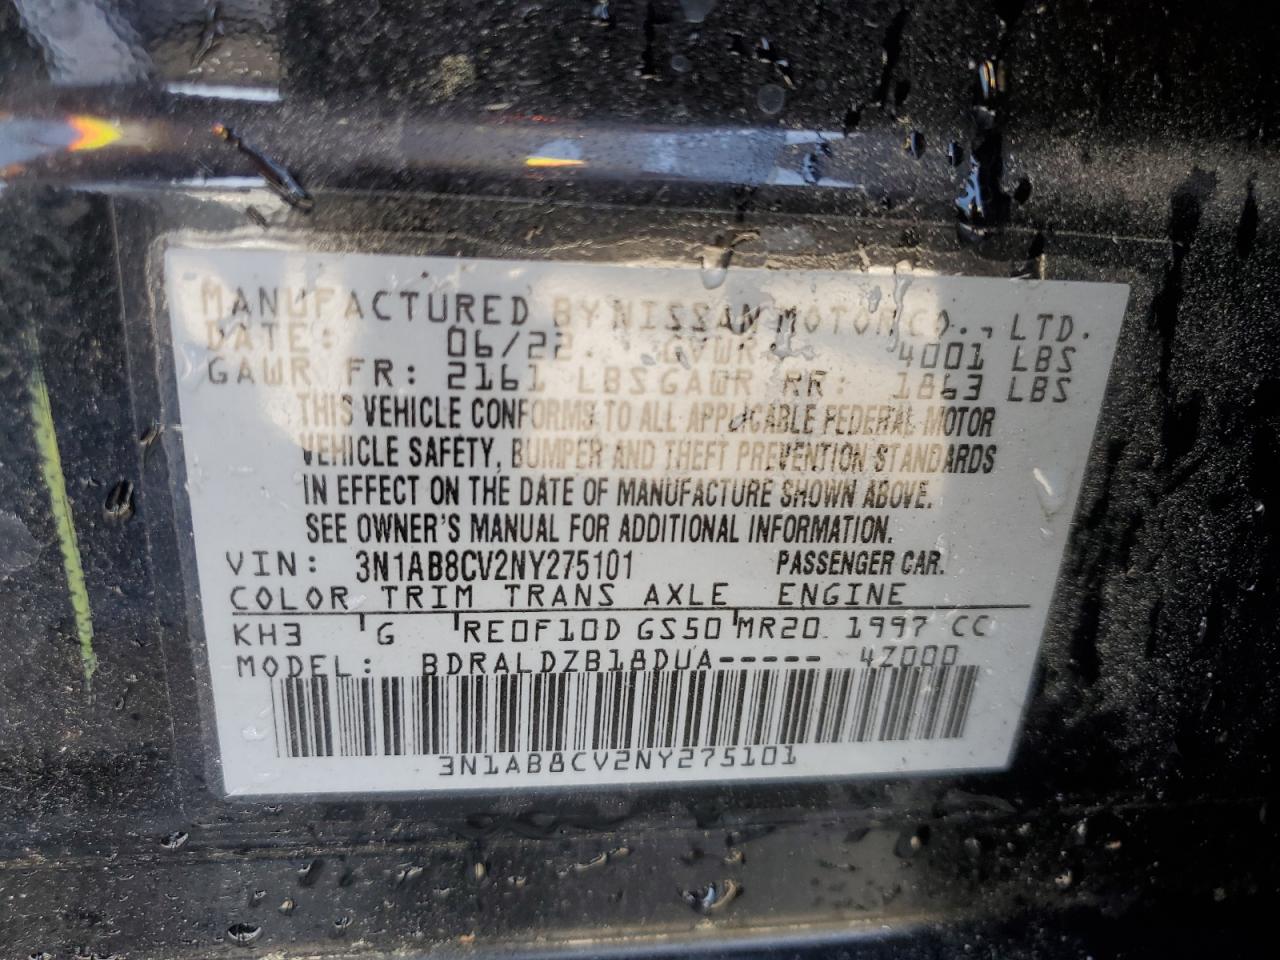 MANUFACTURED BY NISSAN MOTOR CO., LTD.
DATE: 06/22. GVWR: 4001 LBS
GAWR FR: 2161 LBS GAWR RR: 1863 LBS
THIS VEHICLE CONFORMS TO ALL APPLICABLE FEDERAL MOTOR
VEHICLE SAFETY, BUMPER AND THEFT PREVENTION STANDARDS
IN EFFECT ON THE DATE OF MANUFACTURE SHOWN ABOVE.
SEE OWNER'S MANUAL FOR ADDITIONAL INFORMATION.
VIN: 3N1AB8CV2NY275101 PASSENGER CAR.
COLOR TRIM TRANS AXLE ENGINE
KH3 G RE0F10D GS50 MR20 1997 CC
MODEL: BDRALDZB18DUA----- 4Z000
3N1AB8CV2NY275101